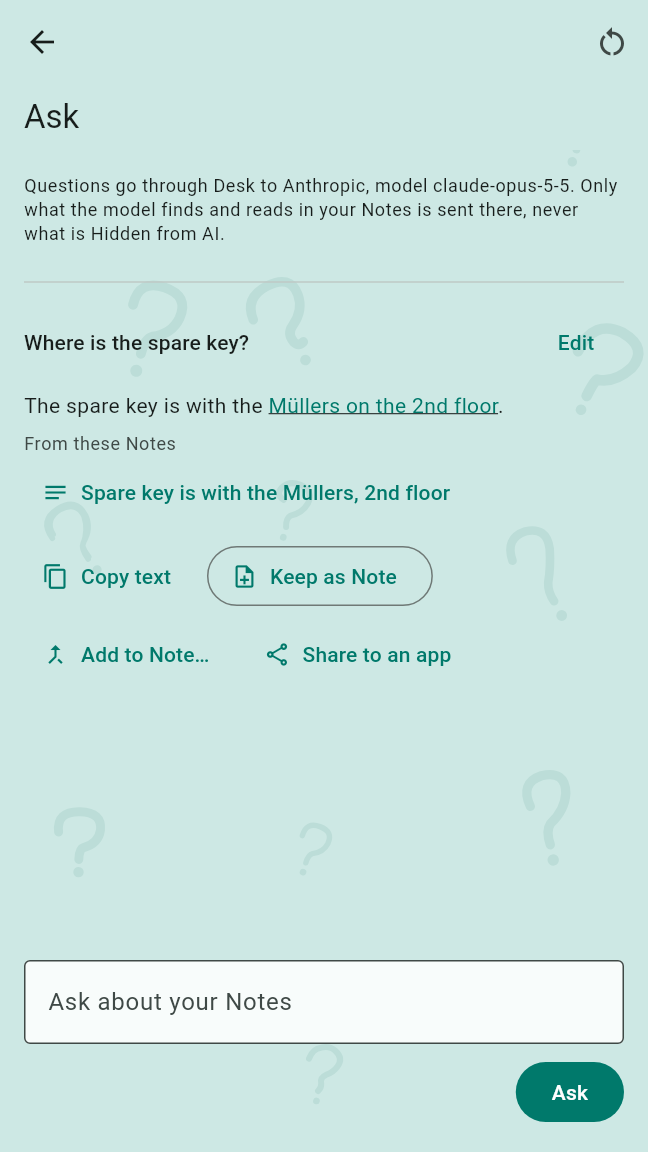 Ask
Questions go through Desk to Anthropic, model claude-opus-5-5. Only
what the model finds and reads in your Notes is sent there, never
what is Hidden from AI.
Where is the spare key?
Edit
The spare key is with the Müllers on the 2nd floor.
From these Notes
Spare key is with the Müllers, 2nd floor
Copy text
Keep as Note
Add to Note…
Share to an app
Ask about your Notes
Ask